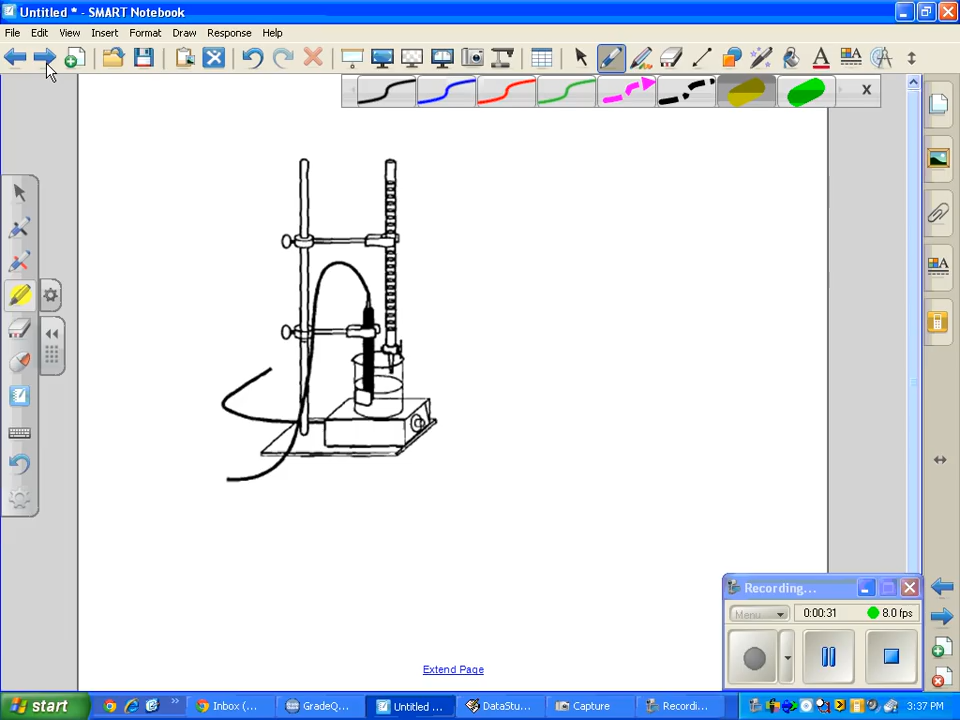 Untitled * - SMART Notebook
File Edit View Insert Format Draw Response Help
X
Recording...
Menu 0:00:31 8.0 fps
Extend Page
start Inbox (... GradeQ... Untitled ... DataStu... Capture Recordi... 3:37 PM